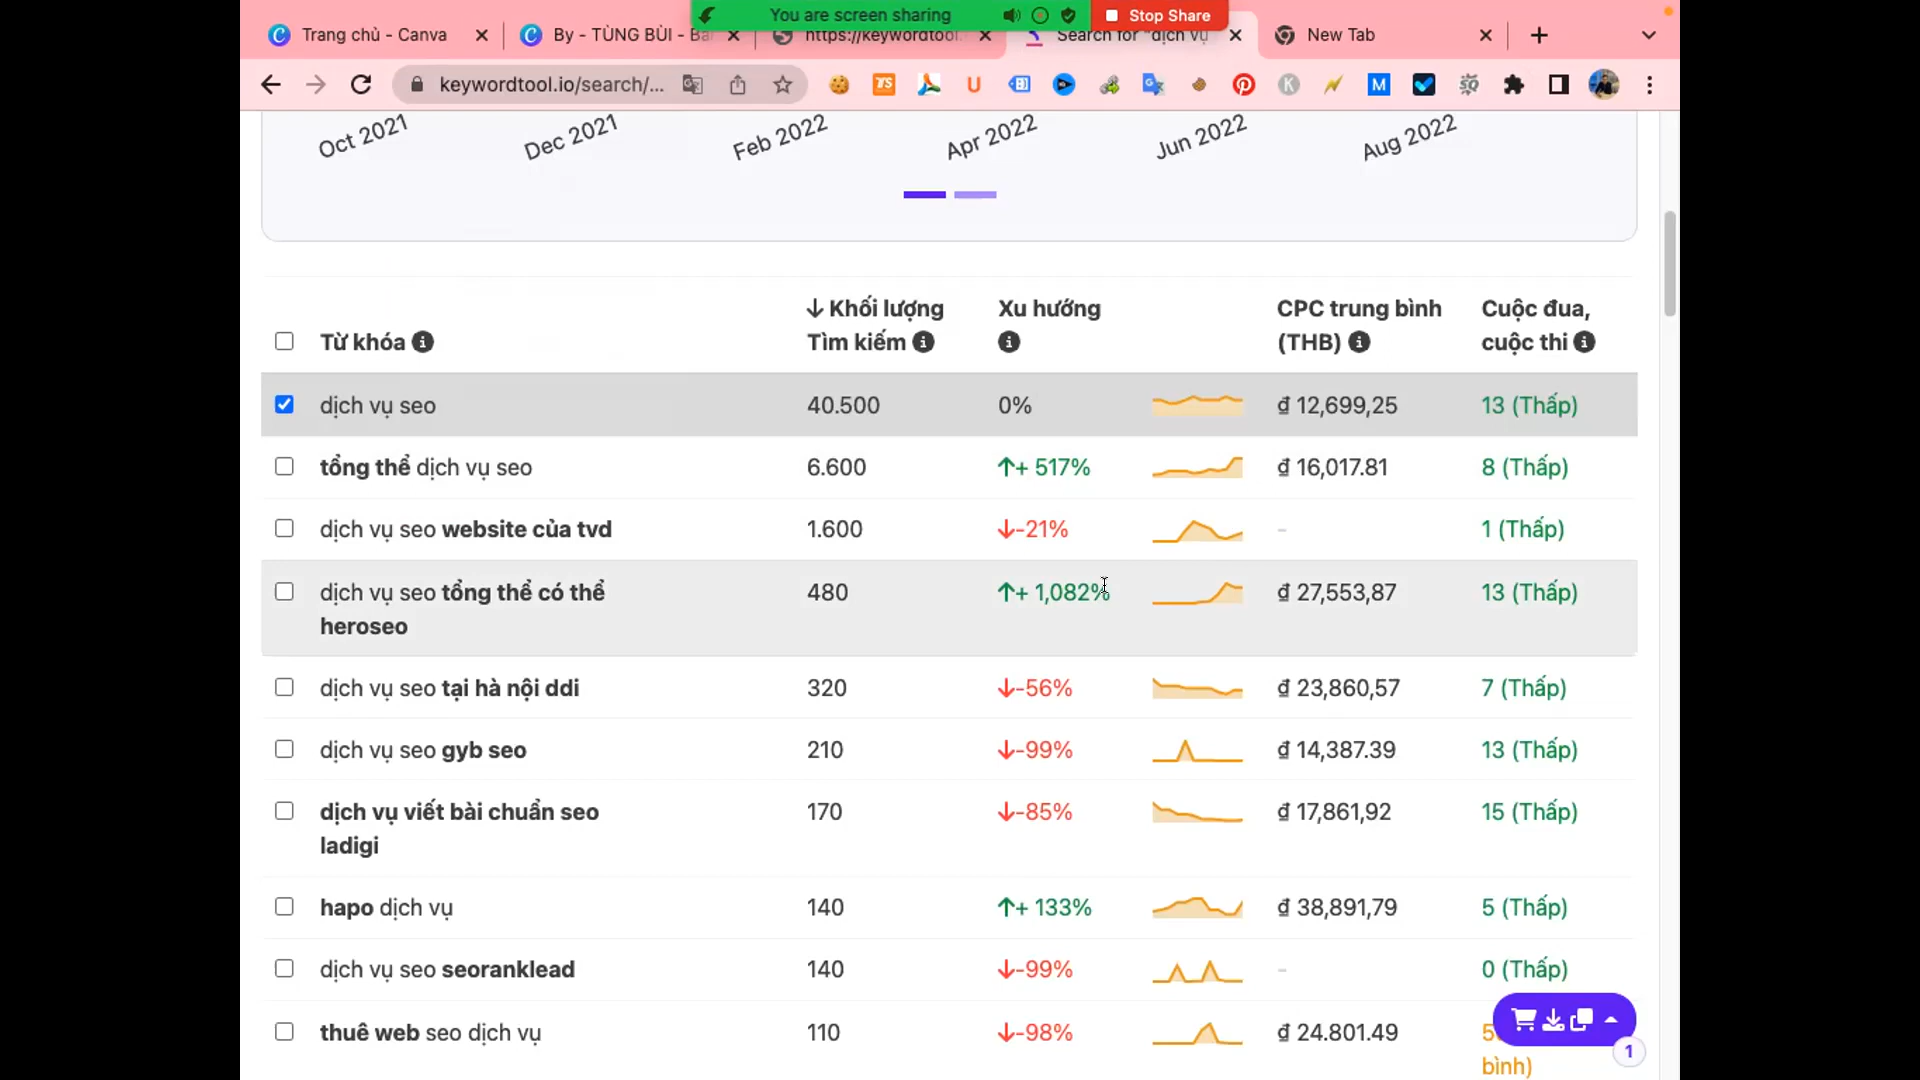 You are screen sharing
Stop Share
Trang chủ - Canva
By - TÙNG BÙI - Ba
https://keywordtool.
Search for "dịch vụ
New Tab
keywordtool.io/search/...
Oct 2021
Dec 2021
Feb 2022
Apr 2022
Jun 2022
Aug 2022
Từ khóa
Khối lượng
Tìm kiếm
Xu hướng
CPC trung bình
(THB)
Cuộc đua,
cuộc thi
dịch vụ seo 40.500 0% ₫ 12,699,25 13 (Thấp)
tổng thể dịch vụ seo 6.600 + 517% ₫ 16,017.81 8 (Thấp)
dịch vụ seo website của tvd 1.600 -21% - 1 (Thấp)
dịch vụ seo tổng thể có thể 480 + 1,082% ₫ 27,553,87 13 (Thấp)
heroseo
dịch vụ seo tại hà nội ddi 320 -56% ₫ 23,860,57 7 (Thấp)
dịch vụ seo gyb seo 210 -99% ₫ 14,387.39 13 (Thấp)
dịch vụ viết bài chuẩn seo 170 -85% ₫ 17,861,92 15 (Thấp)
ladigi
hapo dịch vụ 140 + 133% ₫ 38,891,79 5 (Thấp)
dịch vụ seo seoranklead 140 -99% - 0 (Thấp)
thuê web seo dịch vụ 110 -98% ₫ 24.801.49
bình)
1